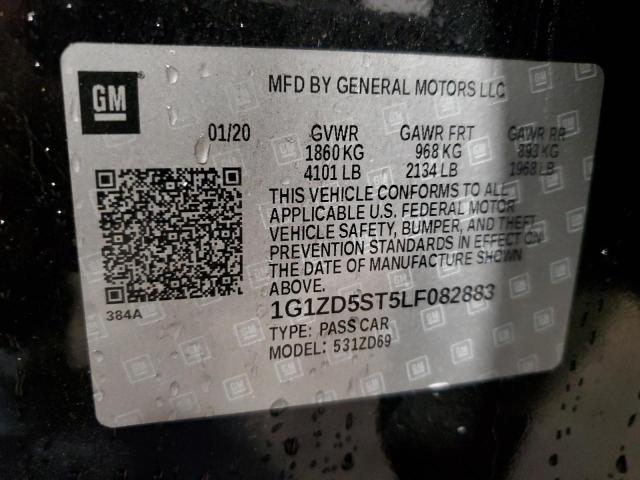 GM
MFD BY GENERAL MOTORS LLC
01/20 GVWR GAWR FRT GAWR RR
1860 KG 968 KG 893 KG
4101 LB 2134 LB 1968 LB
THIS VEHICLE CONFORMS TO ALL
APPLICABLE U.S. FEDERAL MOTOR
VEHICLE SAFETY, BUMPER, AND THEFT
PREVENTION STANDARDS IN EFFECT ON
THE DATE OF MANUFACTURE SHOWN
ABOVE.
384A
1G1ZD5ST5LF082883
TYPE: PASS CAR
MODEL: 531ZD69